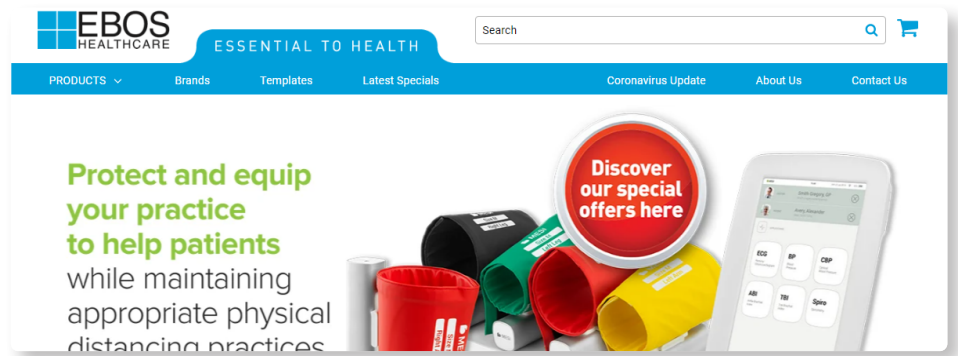 EBOS
HEALTHCARE
ESSENTIAL TO HEALTH
Search
PRODUCTS
Brands
Templates
Latest Specials
Coronavirus Update
About Us
Contact Us
Protect and equip
your practice
to help patients
while maintaining
appropriate physical
distancing practices
Discover
our special
offers here
ECG
BP
CBP
ABI
TBI
Spiro